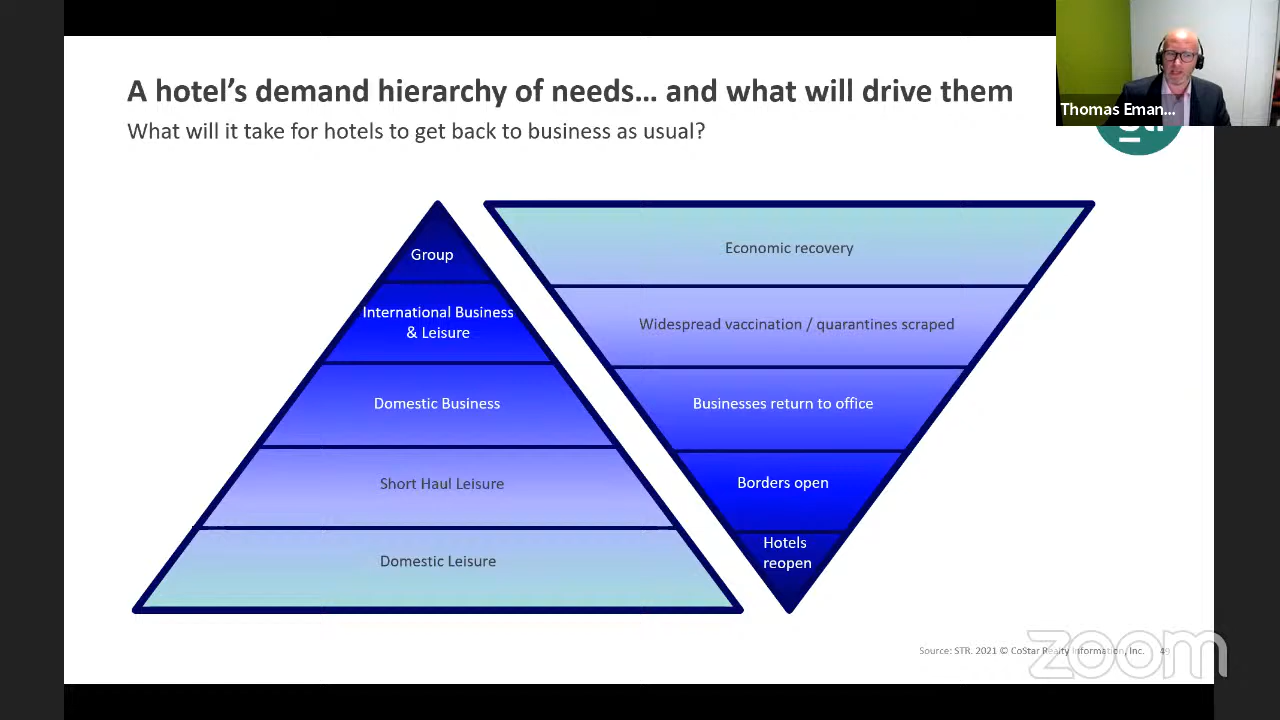 A hotel's demand hierarchy of needs... and what will drive them
What will it take for hotels to get back to business as usual?
Thomas Eman...
str
Group
International Business
& Leisure
Domestic Business
Short Haul Leisure
Domestic Leisure
Economic recovery
Widespread vaccination / quarantines scraped
Businesses return to office
Borders open
Hotels
reopen
Source: STR. 2021 © CoStar Realty Information, Inc. 49
zoom